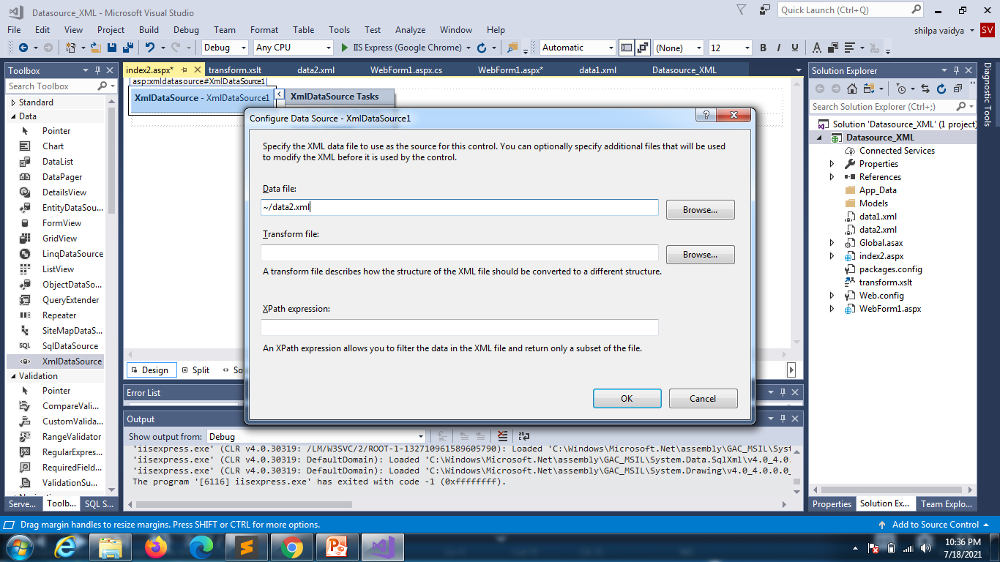 Datasource_XML - Microsoft Visual Studio
Quick Launch (Ctrl+Q)
File Edit View Project Build Debug Team Format Table Tools Test Analyze Window Help
shilpa vaidya SV
Debug Any CPU IIS Express (Google Chrome) Automatic (None) 12 B I U A
Toolbox
Search Toolbox
Standard
Data
Pointer
Chart
DataList
DataPager
DetailsView
EntityDataSou...
FormView
GridView
LinqDataSource
ListView
ObjectDataSo...
QueryExtender
Repeater
SiteMapDataS...
SQL SqlDataSource
XmlDataSource
Validation
Pointer
CompareVali...
CustomValida...
RangeValidator
RegularExpres...
RequiredField...
ValidationSu...
Serve... Toolb... SQL S...
index2.aspx* transform.xslt data2.xml WebForm1.aspx.cs WebForm1.aspx* data1.xml Datasource_XML
asp:xmldatasource#XmlDataSource1
XmlDataSource - XmlDataSource1
XmlDataSource Tasks
Configure Data Source - XmlDataSource1
Specify the XML data file to use as the source for this control. You can optionally specify additional files that will be used
to modify the XML before it is used by the control.
Data file:
~/data2.xml
Browse...
Transform file:
Browse...
A transform file describes how the structure of the XML file should be converted to a different structure.
XPath expression:
An XPath expression allows you to filter the data in the XML file and return only a subset of the file.
OK Cancel
Design Split So
Error List
Output
Show output from: Debug
'iisexpress.exe' (CLR v4.0.30319: /LM/W3SVC/2/ROOT-1-132710961589605790): Loaded 'C:\Windows\Microsoft.Net\assembly\GAC_MSIL\Syst
'iisexpress.exe' (CLR v4.0.30319: DefaultDomain): Loaded 'C:\Windows\Microsoft.Net\assembly\GAC_MSIL\System.Data.SqlXml\v4.0_4.0.
'iisexpress.exe' (CLR v4.0.30319: DefaultDomain): Loaded 'C:\Windows\Microsoft.Net\assembly\GAC_MSIL\System.Drawing\v4.0_4.0.0.0_
The program '[6116] iisexpress.exe' has exited with code -1 (0xffffffff).
Solution Explorer
Search Solution Explorer (Ctrl+;)
Solution 'Datasource_XML' (1 project)
Datasource_XML
Connected Services
Properties
References
App_Data
Models
data1.xml
data2.xml
Global.asax
index2.aspx
packages.config
transform.xslt
Web.config
WebForm1.aspx
Properties Solution Ex... Team Explo...
Diagnostic Tools
Drag margin handles to resize margins. Press SHIFT or CTRL for more options.
Add to Source Control
10:36 PM
7/18/2021